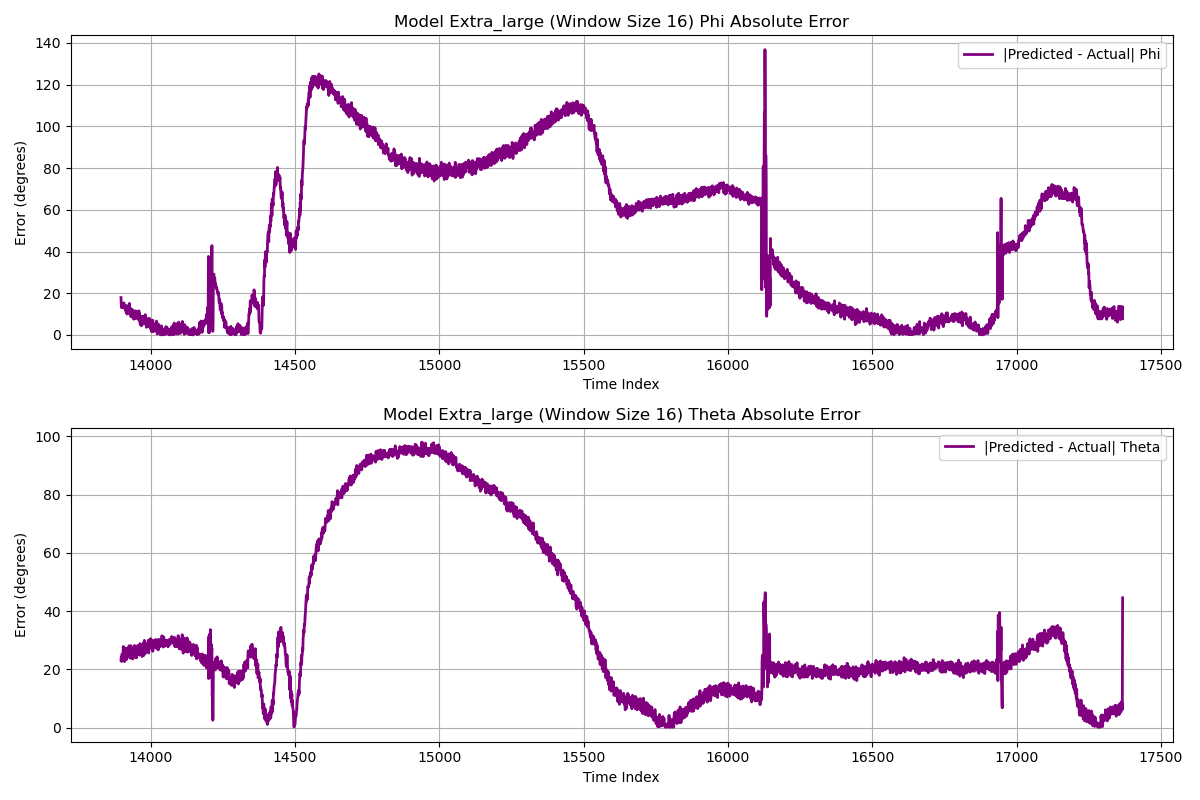 Model Extra_large (Window Size 16) Phi Absolute Error
|Predicted - Actual| Phi
Error (degrees)
140
120
100
80
60
40
20
0
14000 14500 15000 15500 16000 16500 17000 17500
Time Index
Model Extra_large (Window Size 16) Theta Absolute Error
|Predicted - Actual| Theta
Error (degrees)
100
80
60
40
20
0
14000 14500 15000 15500 16000 16500 17000 17500
Time Index